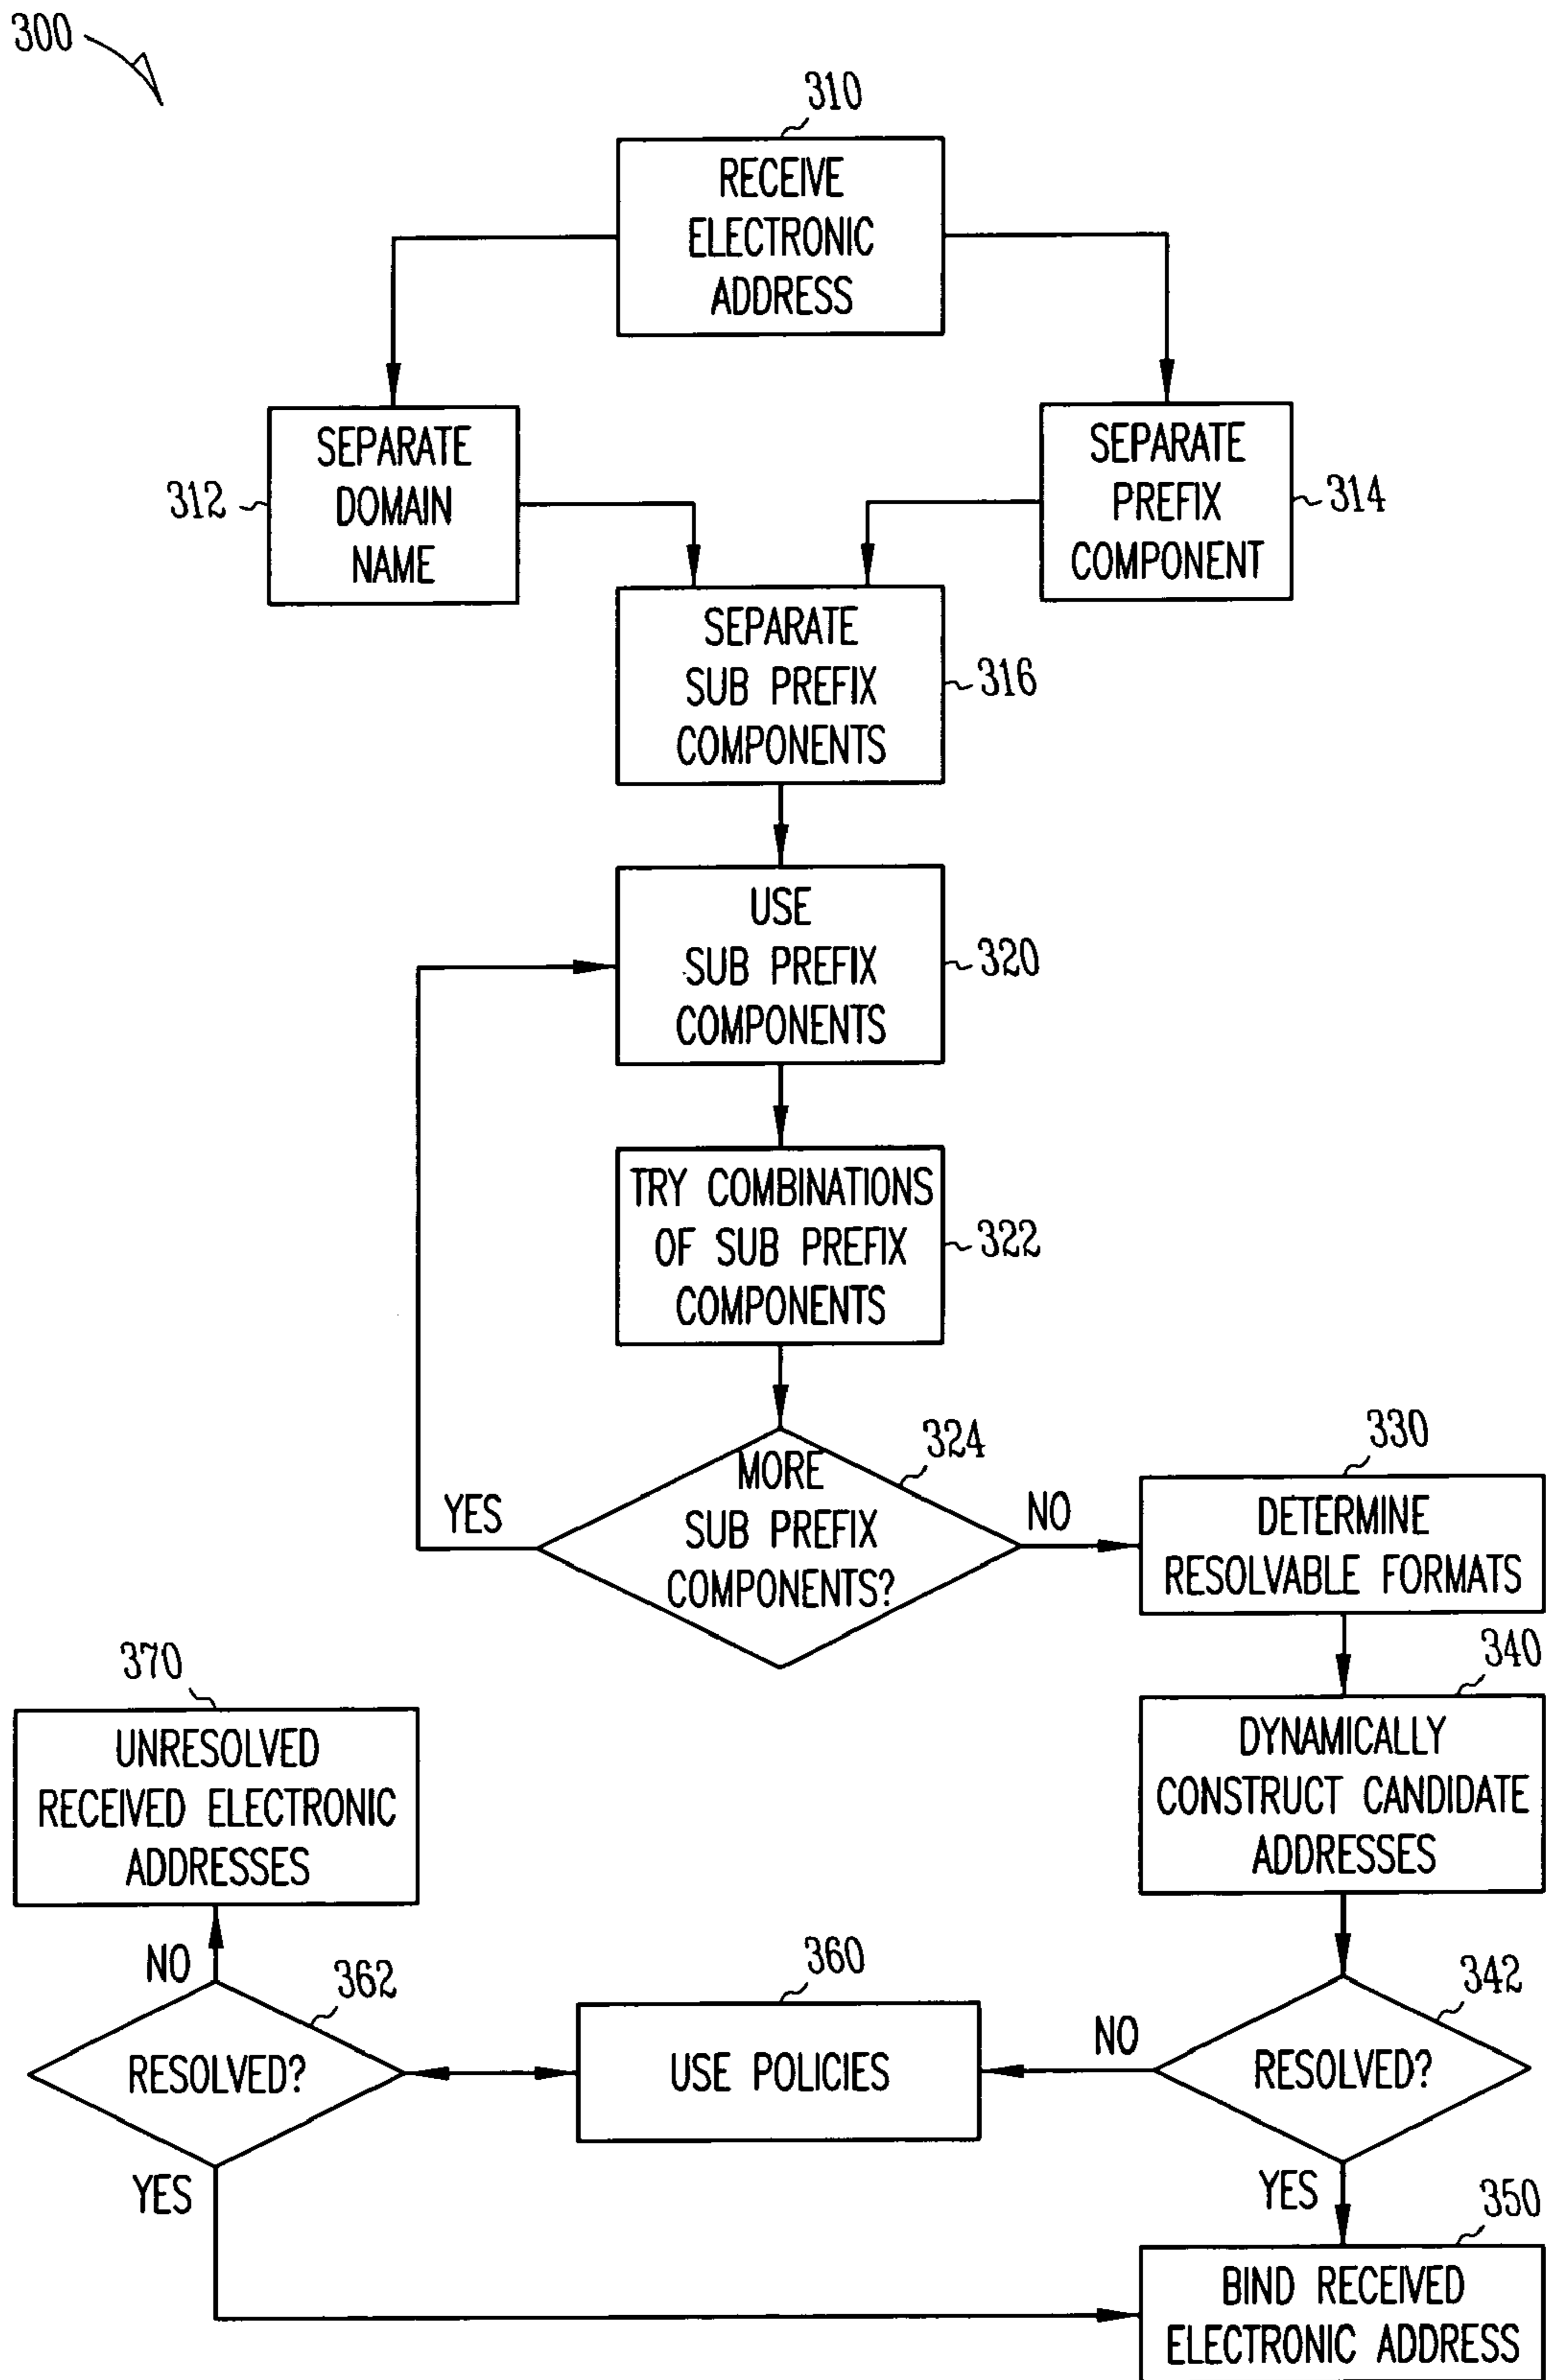 300
310
RECEIVE
ELECTRONIC
ADDRESS
312
SEPARATE
DOMAIN
NAME
SEPARATE
PREFIX
COMPONENT
314
SEPARATE
SUB PREFIX
COMPONENTS
316
USE
SUB PREFIX
COMPONENTS
320
TRY COMBINATIONS
OF SUB PREFIX
COMPONENTS
322
324
MORE
SUB PREFIX
COMPONENTS?
YES
NO
330
DETERMINE
RESOLVABLE FORMATS
340
DYNAMICALLY
CONSTRUCT CANDIDATE
ADDRESSES
370
UNRESOLVED
RECEIVED ELECTRONIC
ADDRESSES
NO
362
RESOLVED?
YES
360
USE POLICIES
NO
342
RESOLVED?
YES
350
BIND RECEIVED
ELECTRONIC ADDRESS